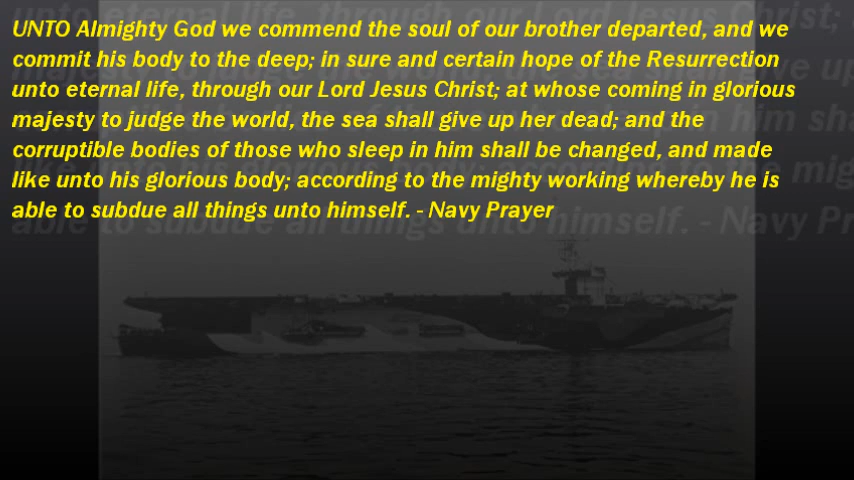 UNTO Almighty God we commend the soul of our brother departed, and we
commit his body to the deep; in sure and certain hope of the Resurrection
unto eternal life, through our Lord Jesus Christ; at whose coming in glorious
majesty to judge the world, the sea shall give up her dead; and the
corruptible bodies of those who sleep in him shall be changed, and made
like unto his glorious body; according to the mighty working whereby he is
able to subdue all things unto himself. - Navy Prayer